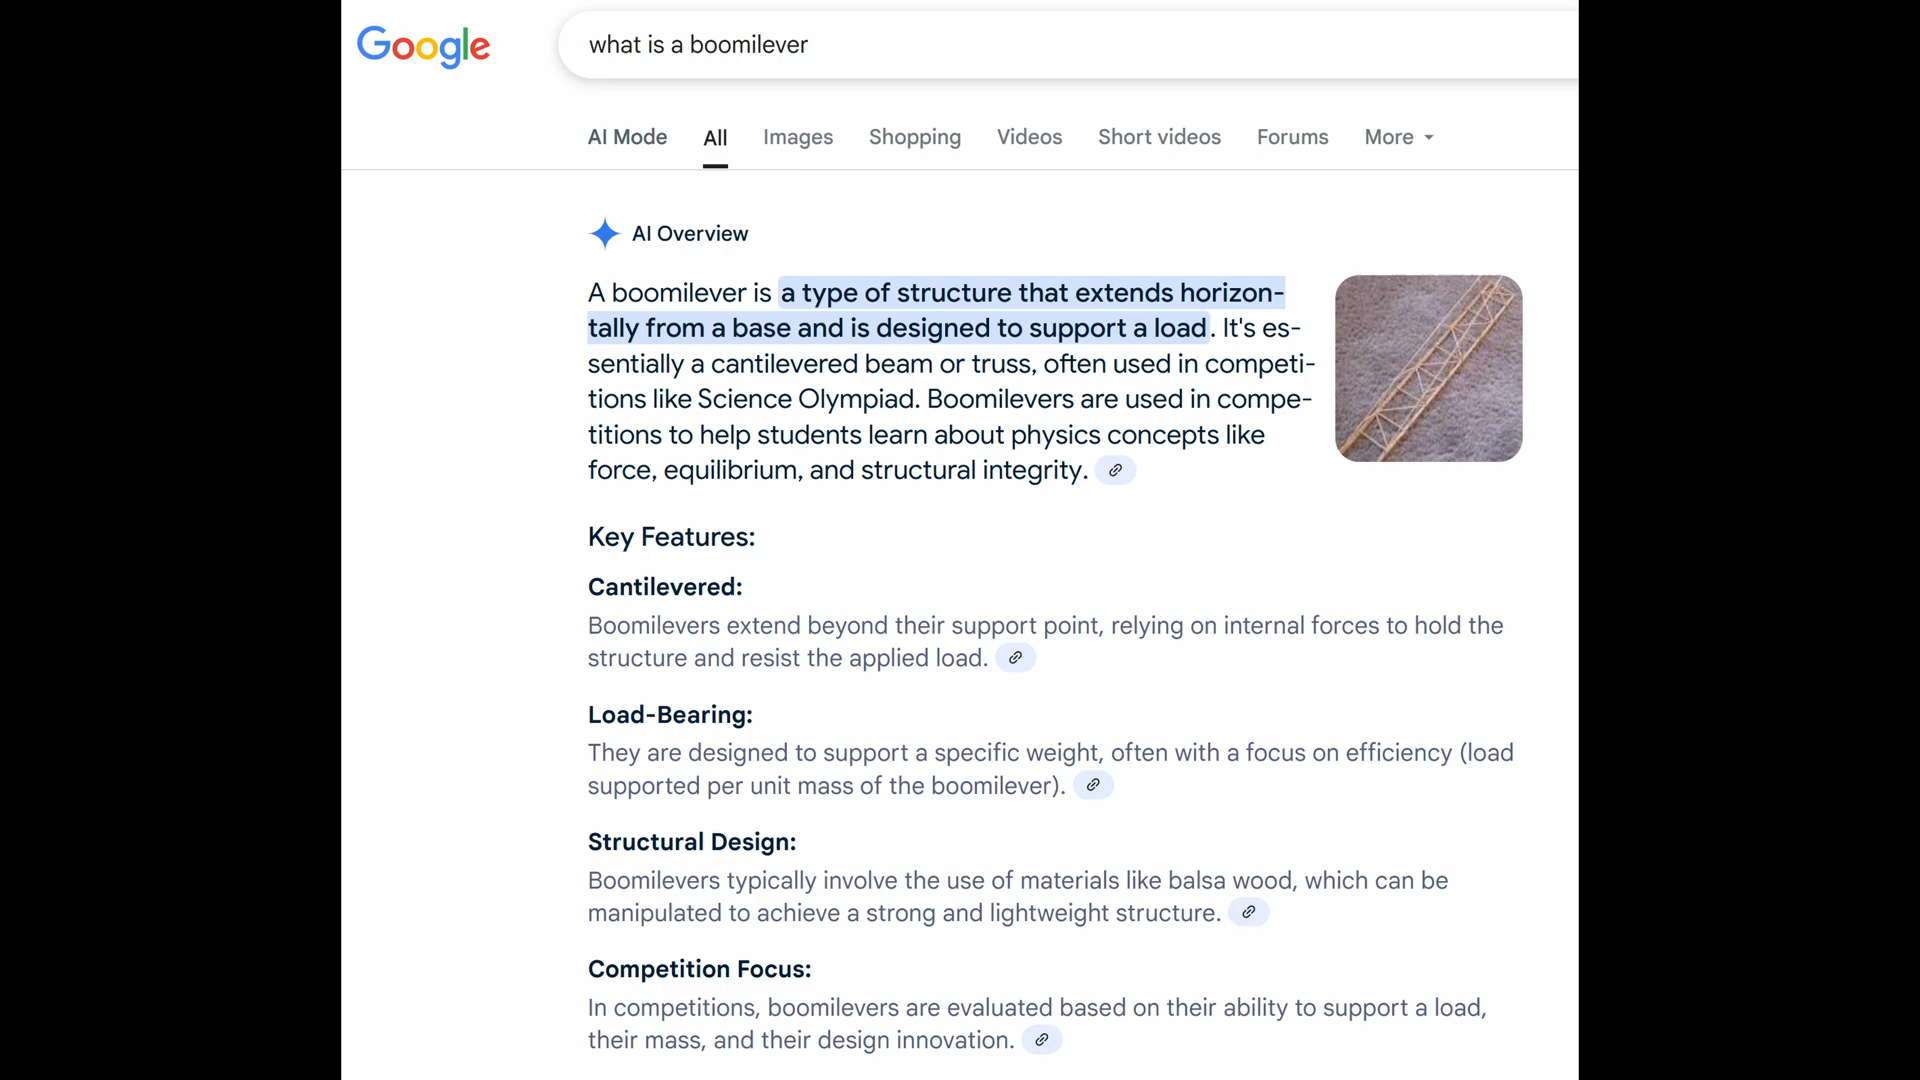 Google
what is a boomilever
AI Mode
All
Images
Shopping
Videos
Short videos
Forums
More
AI Overview
A boomilever is a type of structure that extends horizon-
tally from a base and is designed to support a load. It's es-
sentially a cantilevered beam or truss, often used in competi-
tions like Science Olympiad. Boomilevers are used in compe-
titions to help students learn about physics concepts like
force, equilibrium, and structural integrity.
Key Features:
Cantilevered:
Boomilevers extend beyond their support point, relying on internal forces to hold the
structure and resist the applied load.
Load-Bearing:
They are designed to support a specific weight, often with a focus on efficiency (load
supported per unit mass of the boomilever).
Structural Design:
Boomilevers typically involve the use of materials like balsa wood, which can be
manipulated to achieve a strong and lightweight structure.
Competition Focus:
In competitions, boomilevers are evaluated based on their ability to support a load,
their mass, and their design innovation.